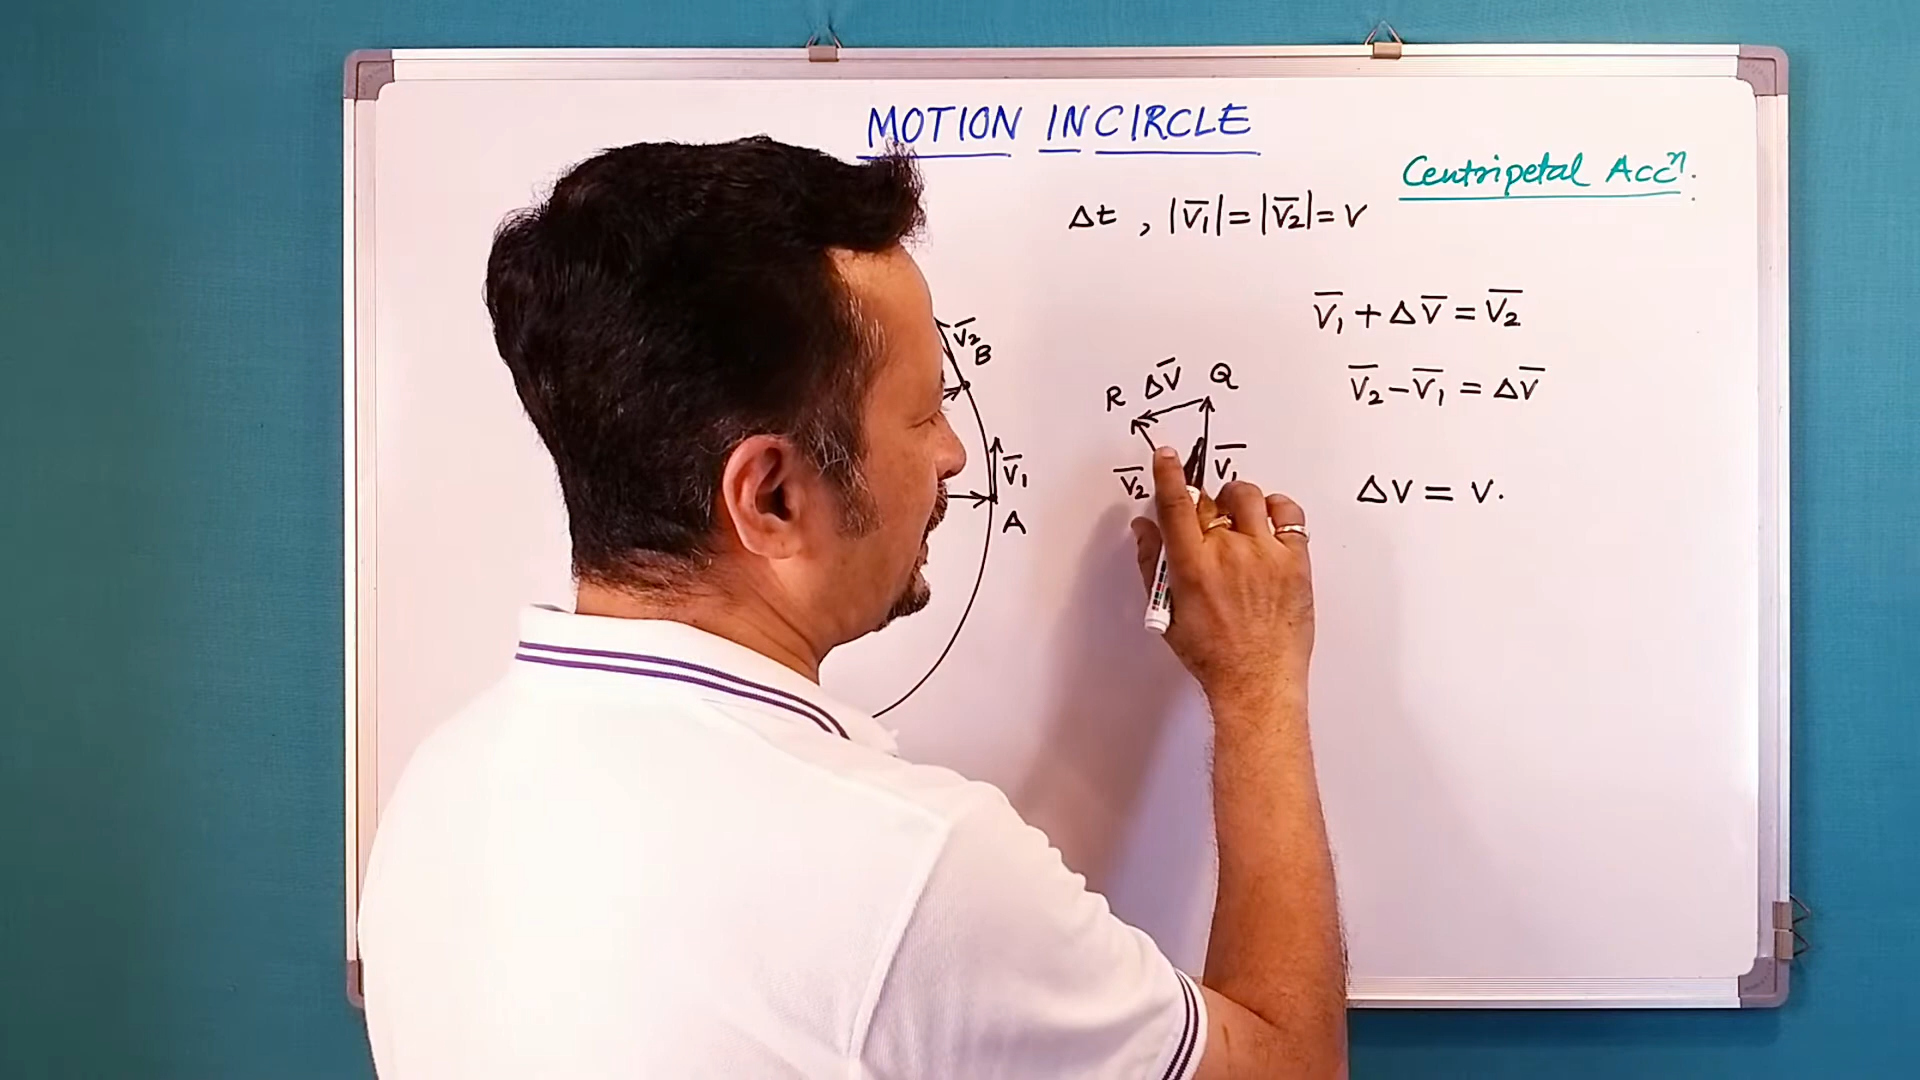 MOTION IN CIRCLE
Centripetal Accⁿ.
Δt , |V̅₁| = |V̅₂| = V
V̅₁ + ΔV̅ = V̅₂
V̅₂ - V̅₁ = ΔV̅
ΔV = V.
V̅₂
B
V̅₁
A
R ΔV̅ Q
V̅₂ V̅₁